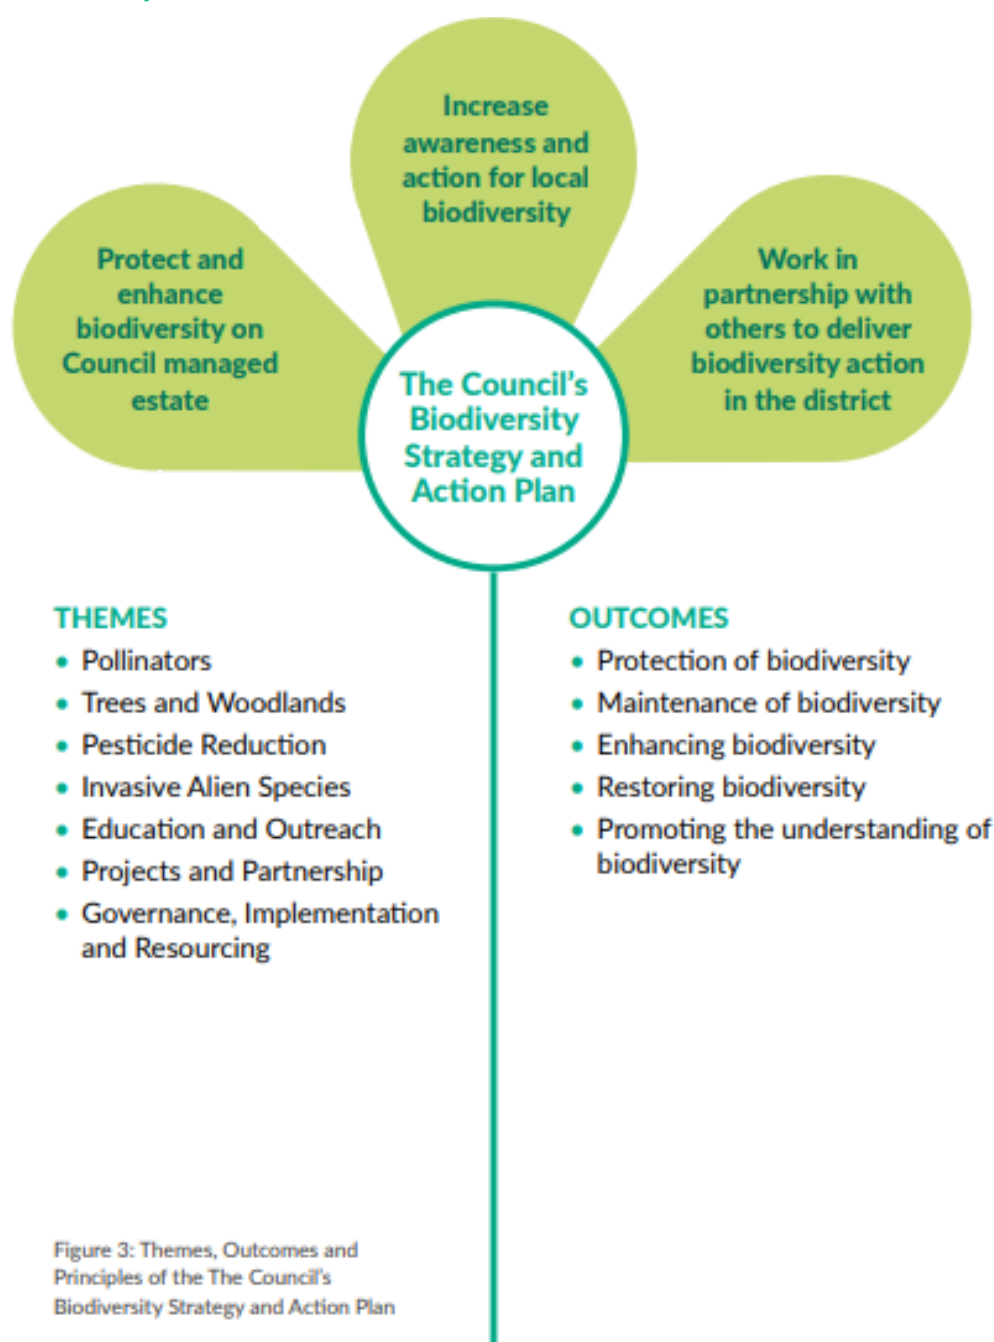 Increase
awareness and
action for local
biodiversity
Protect and
enhance
biodiversity on
Council managed
estate
Work in
partnership with
others to deliver
biodiversity action
in the district
The Council's
Biodiversity
Strategy and
Action Plan
THEMES
• Pollinators
• Trees and Woodlands
• Pesticide Reduction
• Invasive Alien Species
• Education and Outreach
• Projects and Partnership
• Governance, Implementation
and Resourcing
OUTCOMES
• Protection of biodiversity
• Maintenance of biodiversity
• Enhancing biodiversity
• Restoring biodiversity
• Promoting the understanding of
biodiversity
Figure 3: Themes, Outcomes and
Principles of the The Council's
Biodiversity Strategy and Action Plan